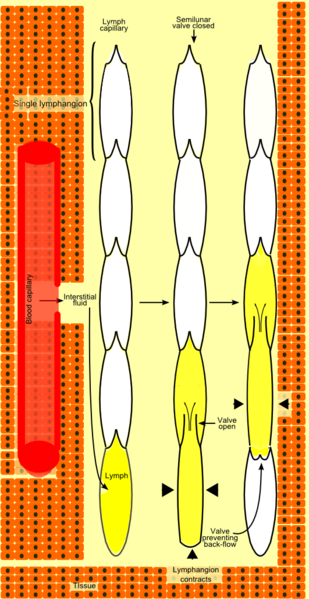 Lymph
capillary
Semilunar
valve closed
Single lymphangion
Blood capillary
Interstitial
fluid
Valve
open
Lymph
Valve
preventing
back-flow
Lymphangion
contracts
Tissue